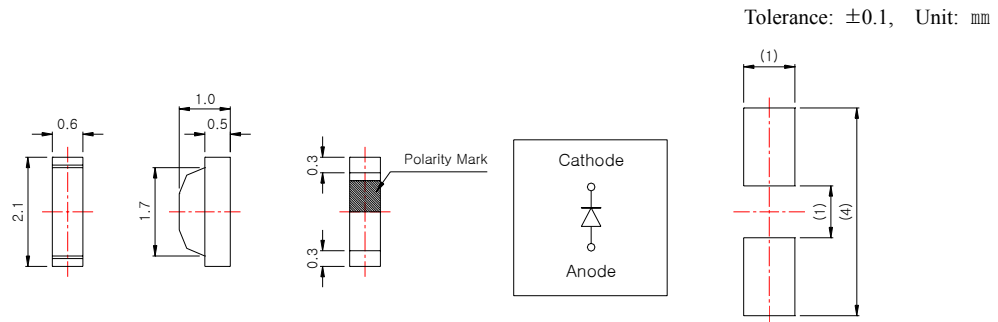 Tolerance: ±0.1, Unit: ㎜
(1)
1.0
0.6
0.5
0.3
Polarity Mark
Cathode
2.1
1.7
(1)
(4)
0.3
Anode